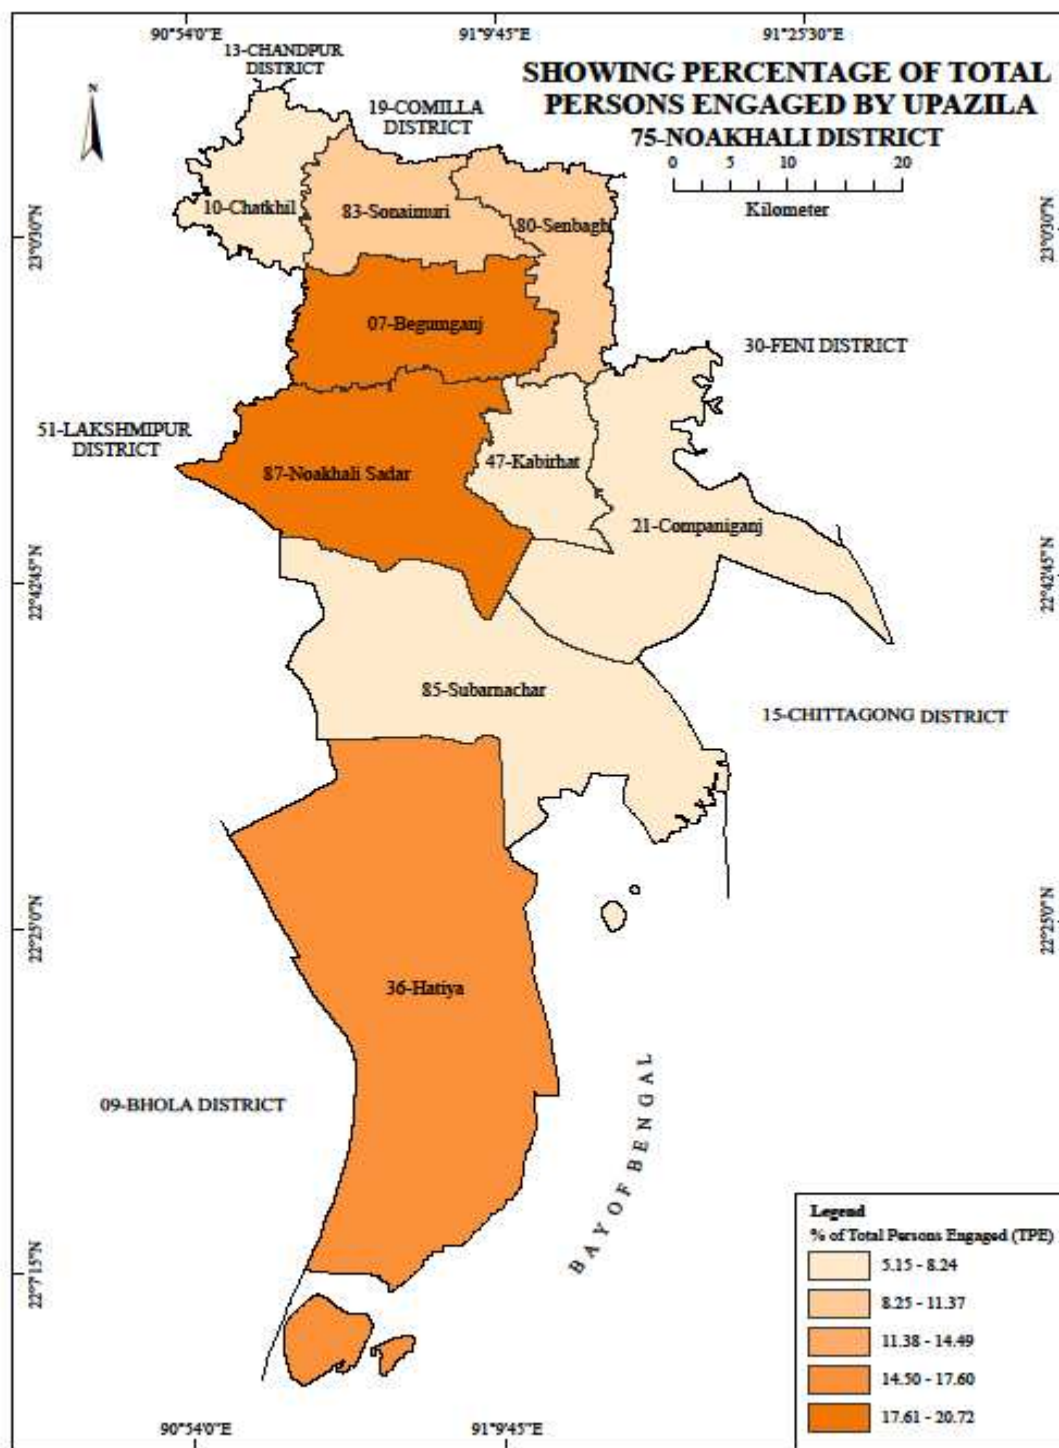 90°54'0"E
91°9'45"E
91°25'30"E
13-CHANDPUR
DISTRICT
SHOWING PERCENTAGE OF TOTAL
PERSONS ENGAGED BY UPAZILA
75-NOAKHALI DISTRICT
N
19-COMILLA
DISTRICT
0 5 10 20
Kilometer
10-Chatkhil
83-Sonaimuri
80-Senbagh
23°0'30"N
23°0'30"N
07-Begumganj
30-FENI DISTRICT
51-LAKSHMIPUR
DISTRICT
87-Noakhali Sadar
47-Kabirhat
21-Companiganj
22°42'45"N
22°42'45"N
85-Subarnachar
15-CHITTAGONG DISTRICT
22°25'0"N
22°25'0"N
36-Hatiya
09-BHOLA DISTRICT
BAY OF BENGAL
22°7'15"N
Legend
% of Total Persons Engaged (TPE)
5.15 - 8.24
8.25 - 11.37
11.38 - 14.49
14.50 - 17.60
17.61 - 20.72
90°54'0"E
91°9'45"E